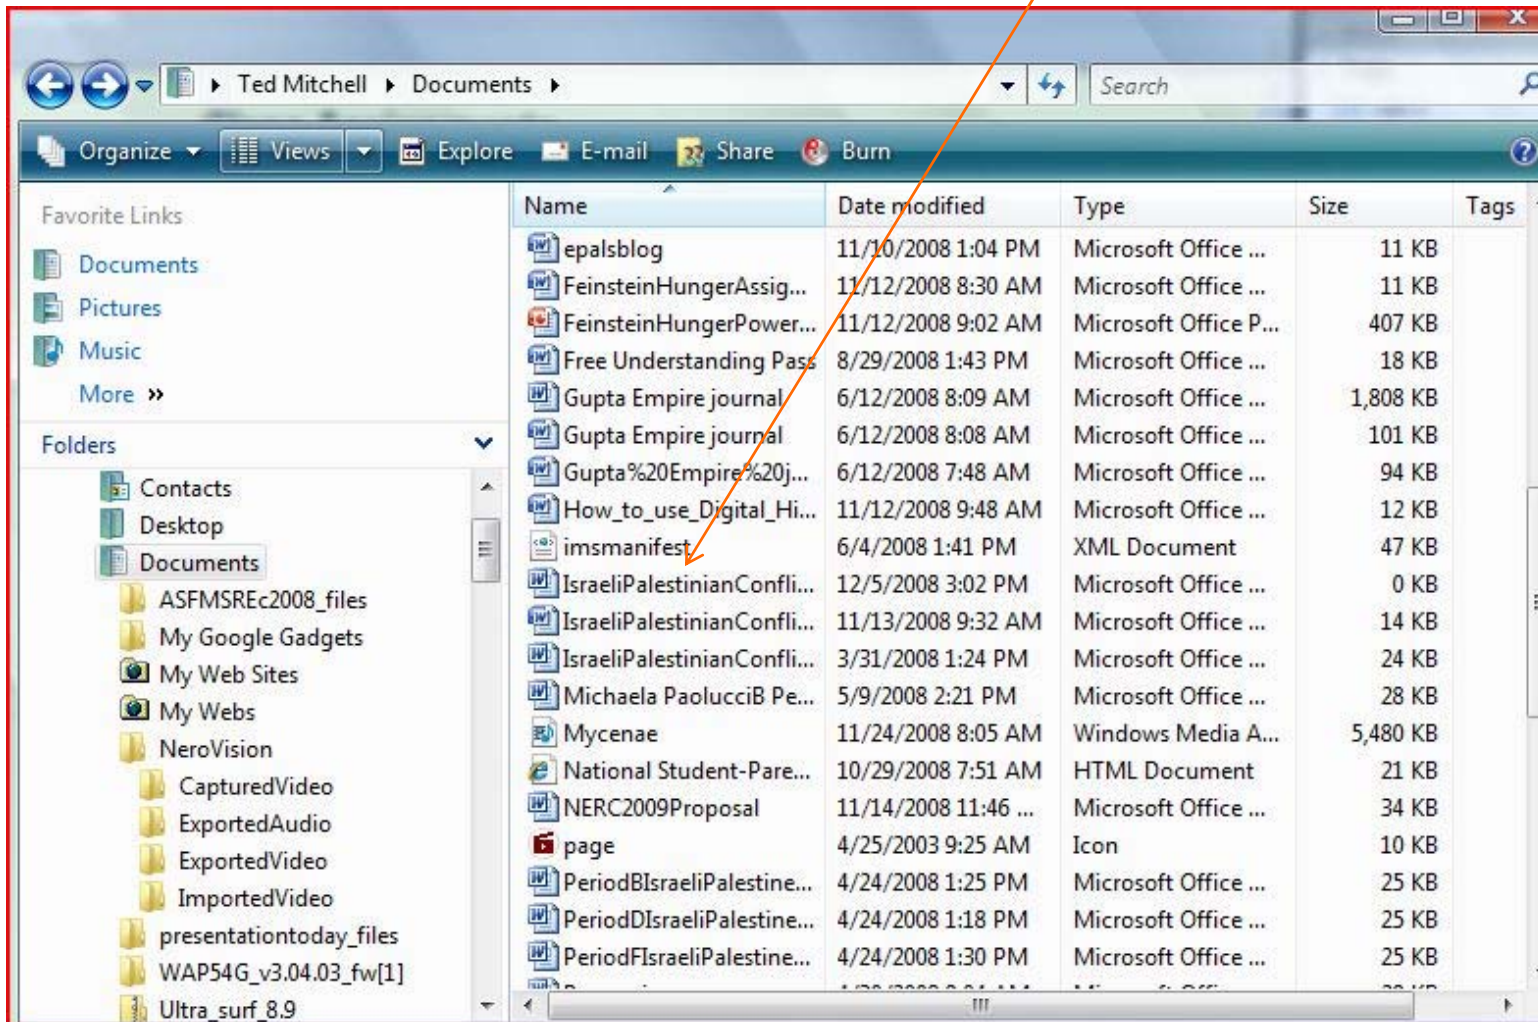 Ted Mitchell Documents Search
Organize Views Explore E-mail Share Burn
Favorite Links
Documents
Pictures
Music
More »
Folders
Contacts
Desktop
Documents
ASFMSREc2008_files
My Google Gadgets
My Web Sites
My Webs
NeroVision
CapturedVideo
ExportedAudio
ExportedVideo
ImportedVideo
presentationtoday_files
WAP54G_v3.04.03_fw[1]
Ultra_surf_8.9
Name Date modified Type Size Tags
epalsblog 11/10/2008 1:04 PM Microsoft Office ... 11 KB
FeinsteinHungerAssig... 11/12/2008 8:30 AM Microsoft Office ... 11 KB
FeinsteinHungerPower... 11/12/2008 9:02 AM Microsoft Office P... 407 KB
Free Understanding Pass 8/29/2008 1:43 PM Microsoft Office ... 18 KB
Gupta Empire journal 6/12/2008 8:09 AM Microsoft Office ... 1,808 KB
Gupta Empire journal 6/12/2008 8:08 AM Microsoft Office ... 101 KB
Gupta%20Empire%20j... 6/12/2008 7:48 AM Microsoft Office ... 94 KB
How_to_use_Digital_Hi... 11/12/2008 9:48 AM Microsoft Office ... 12 KB
imsmanifest 6/4/2008 1:41 PM XML Document 47 KB
IsraeliPalestinianConfli... 12/5/2008 3:02 PM Microsoft Office ... 0 KB
IsraeliPalestinianConfli... 11/13/2008 9:32 AM Microsoft Office ... 14 KB
IsraeliPalestinianConfli... 3/31/2008 1:24 PM Microsoft Office ... 24 KB
Michaela PaolucciB Pe... 5/9/2008 2:21 PM Microsoft Office ... 28 KB
Mycenae 11/24/2008 8:05 AM Windows Media A... 5,480 KB
National Student-Pare... 10/29/2008 7:51 AM HTML Document 21 KB
NERC2009Proposal 11/14/2008 11:46 ... Microsoft Office ... 34 KB
page 4/25/2003 9:25 AM Icon 10 KB
PeriodBIsraeliPalestine... 4/24/2008 1:25 PM Microsoft Office ... 25 KB
PeriodDIsraeliPalestine... 4/24/2008 1:18 PM Microsoft Office ... 25 KB
PeriodFIsraeliPalestine... 4/24/2008 1:30 PM Microsoft Office ... 25 KB